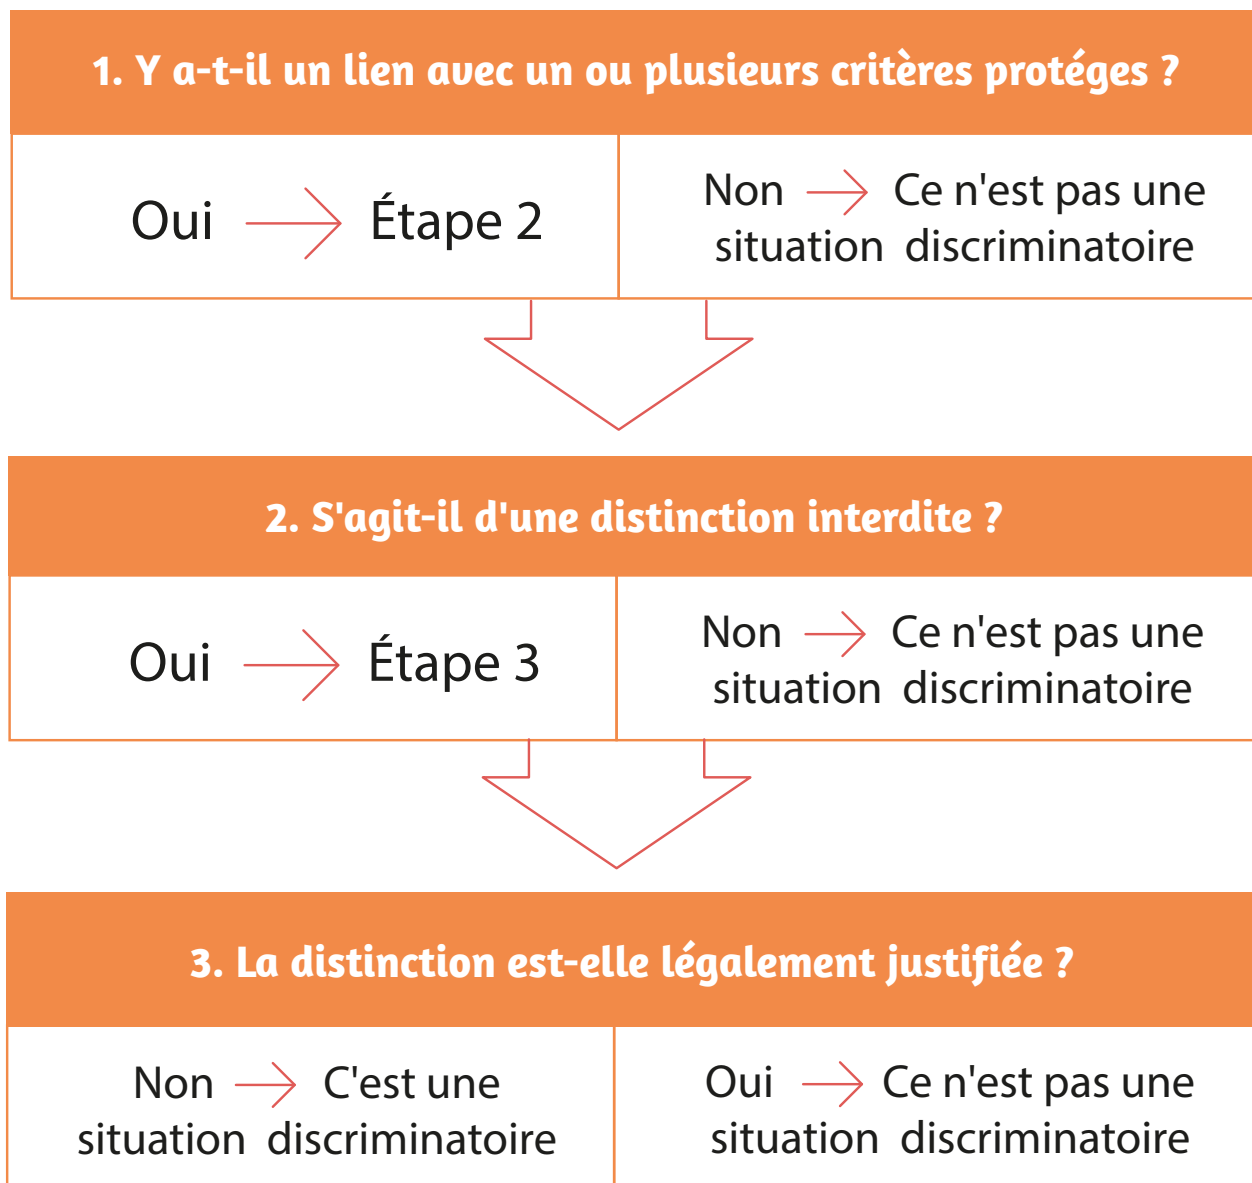 1. Y a-t-il un lien avec un ou plusieurs critères protéges ?
Oui Étape 2
Non Ce n'est pas une
situation discriminatoire
2. S'agit-il d'une distinction interdite ?
Oui Étape 3
Non Ce n'est pas une
situation discriminatoire
3. La distinction est-elle légalement justifiée ?
Non C'est une
situation discriminatoire
Oui Ce n'est pas une
situation discriminatoire